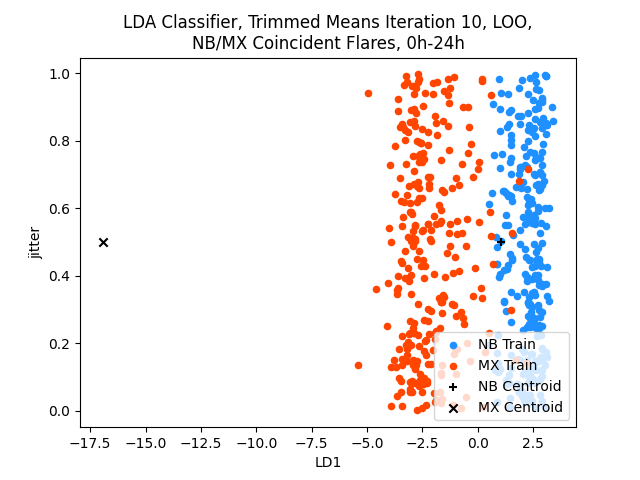 LDA Classifier, Trimmed Means Iteration 10, LOO,
NB/MX Coincident Flares, 0h-24h
jitter
1.0
0.8
0.6
0.4
0.2
0.0
NB Train
MX Train
NB Centroid
MX Centroid
−17.5 −15.0 −12.5 −10.0 −7.5 −5.0 −2.5 0.0 2.5
LD1